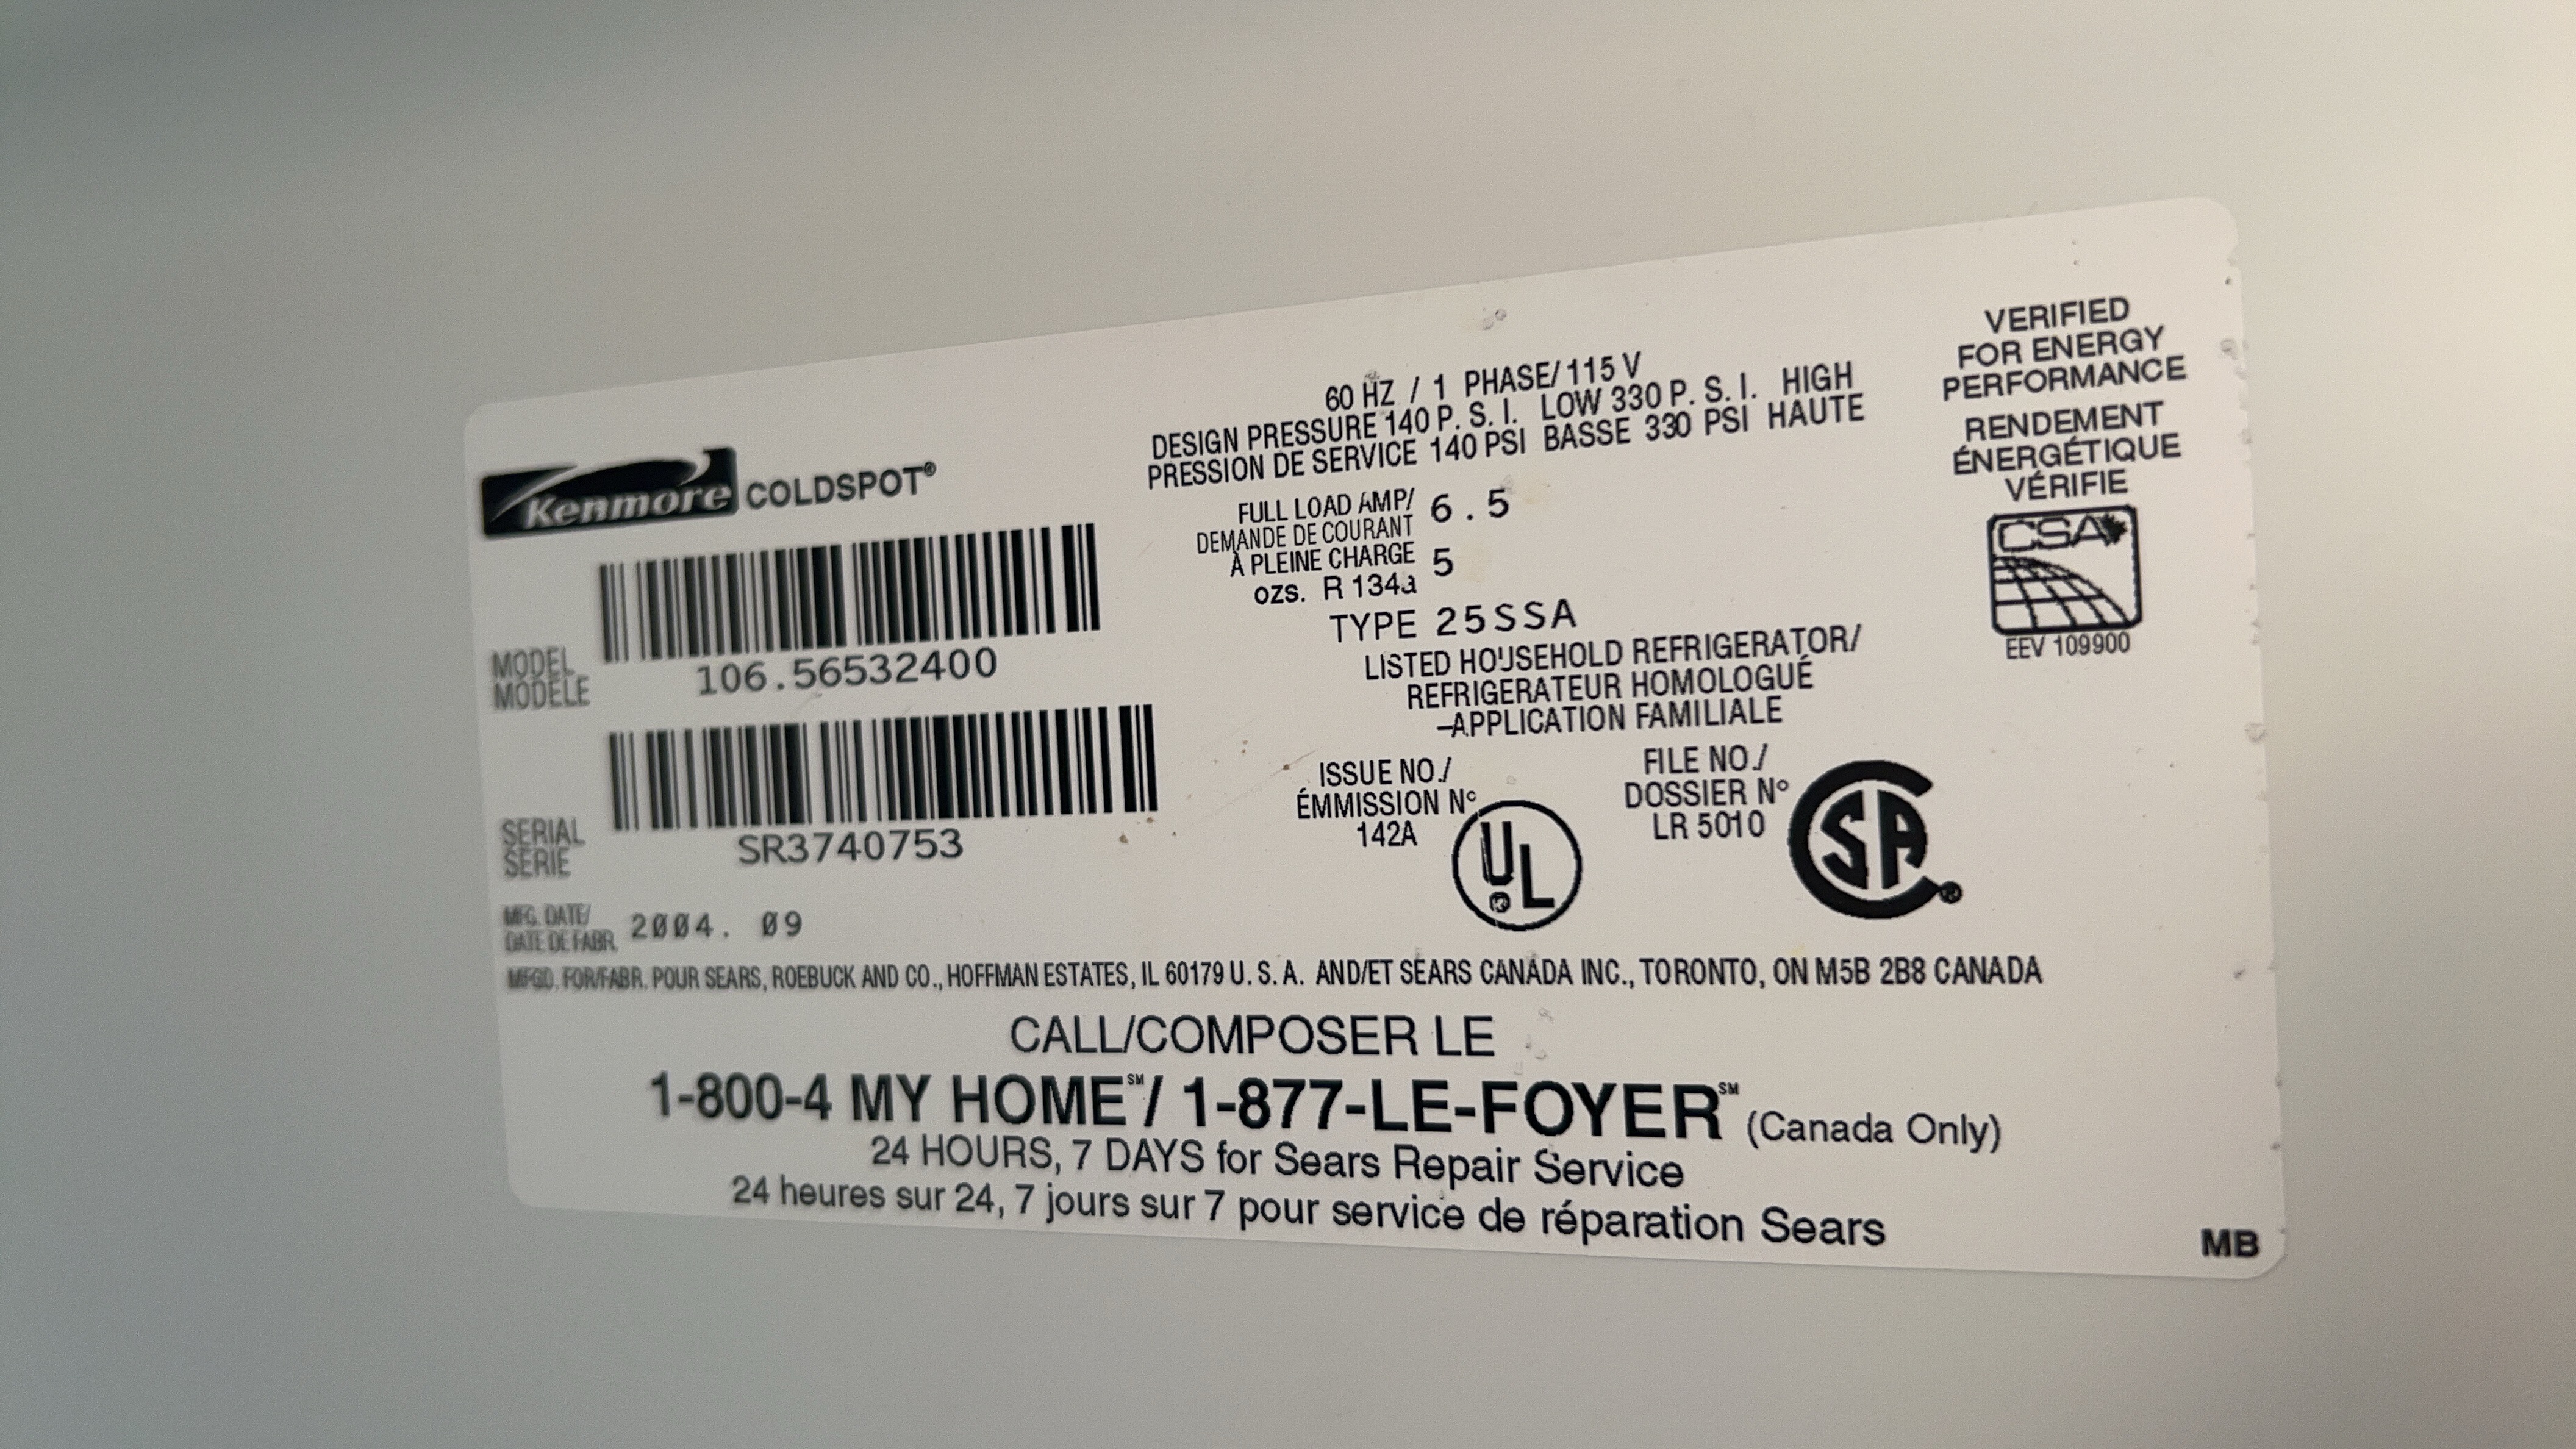 Kenmore COLDSPOT®
MODEL
MODÈLE
106.56532400
SERIAL
SÉRIE
SR3740753
MFG. DATE/
DATE DE FABR. 2004. 09
60 HZ / 1 PHASE/ 115 V
DESIGN PRESSURE 140 P. S. I. LOW 330 P. S. I. HIGH
PRESSION DE SERVICE 140 PSI BASSE 330 PSI HAUTE
FULL LOAD AMP/ 6.5
DEMANDE DE COURANT
À PLEINE CHARGE
ozs. R 134a 5
TYPE 25SSA
LISTED HOUSEHOLD REFRIGERATOR/
REFRIGERATEUR HOMOLOGUÉ
–APPLICATION FAMILIALE
ISSUE NO./
ÉMMISSION Nº
142A
UL ®
FILE NO./
DOSSIER Nº
LR 5010
CSA®
VERIFIED
FOR ENERGY
PERFORMANCE
RENDEMENT
ÉNERGÉTIQUE
VÉRIFIE
CSA
EEV 109900
MFGD. FOR/FABR. POUR SEARS, ROEBUCK AND CO., HOFFMAN ESTATES, IL 60179 U. S. A. AND/ET SEARS CANADA INC., TORONTO, ON M5B 2B8 CANADA
CALL/COMPOSER LE
1-800-4 MY HOME℠/ 1-877-LE-FOYER℠ (Canada Only)
24 HOURS, 7 DAYS for Sears Repair Service
24 heures sur 24, 7 jours sur 7 pour service de réparation Sears
MB